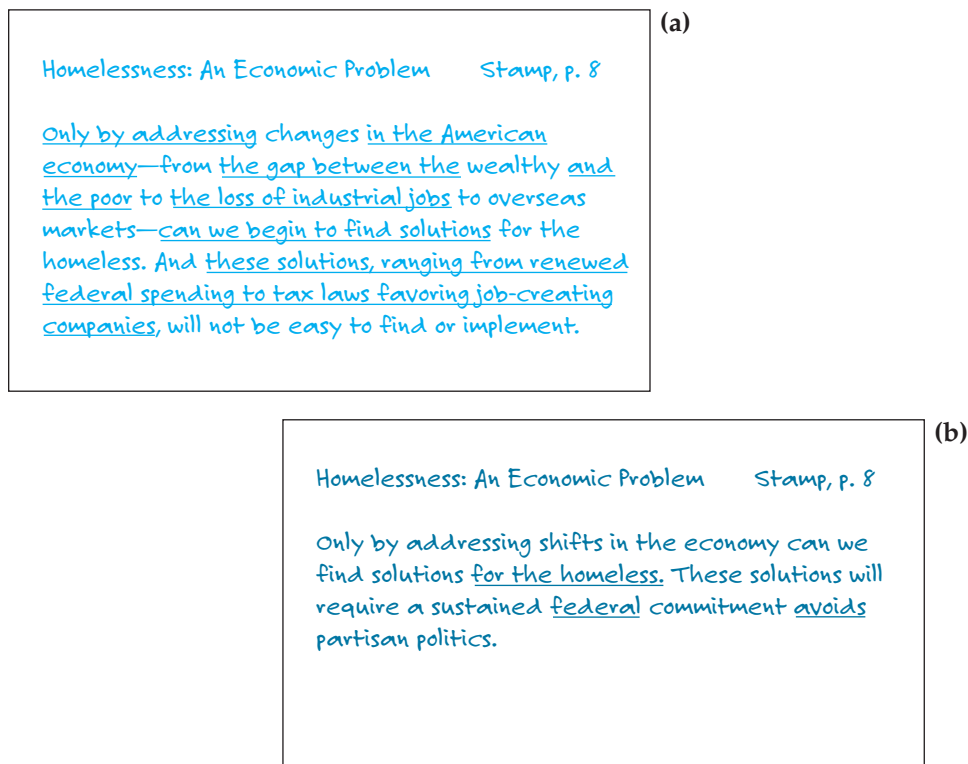 (a)
Homelessness: An Economic Problem Stamp, p. 8
Only by addressing changes in the American
economy—from the gap between the wealthy and
the poor to the loss of industrial jobs to overseas
markets—can we begin to find solutions for the
homeless. And these solutions, ranging from renewed
federal spending to tax laws favoring job-creating
companies, will not be easy to find or implement.
(b)
Homelessness: An Economic Problem Stamp, p. 8
Only by addressing shifts in the economy can we
find solutions for the homeless. These solutions will
require a sustained federal commitment avoids
partisan politics.